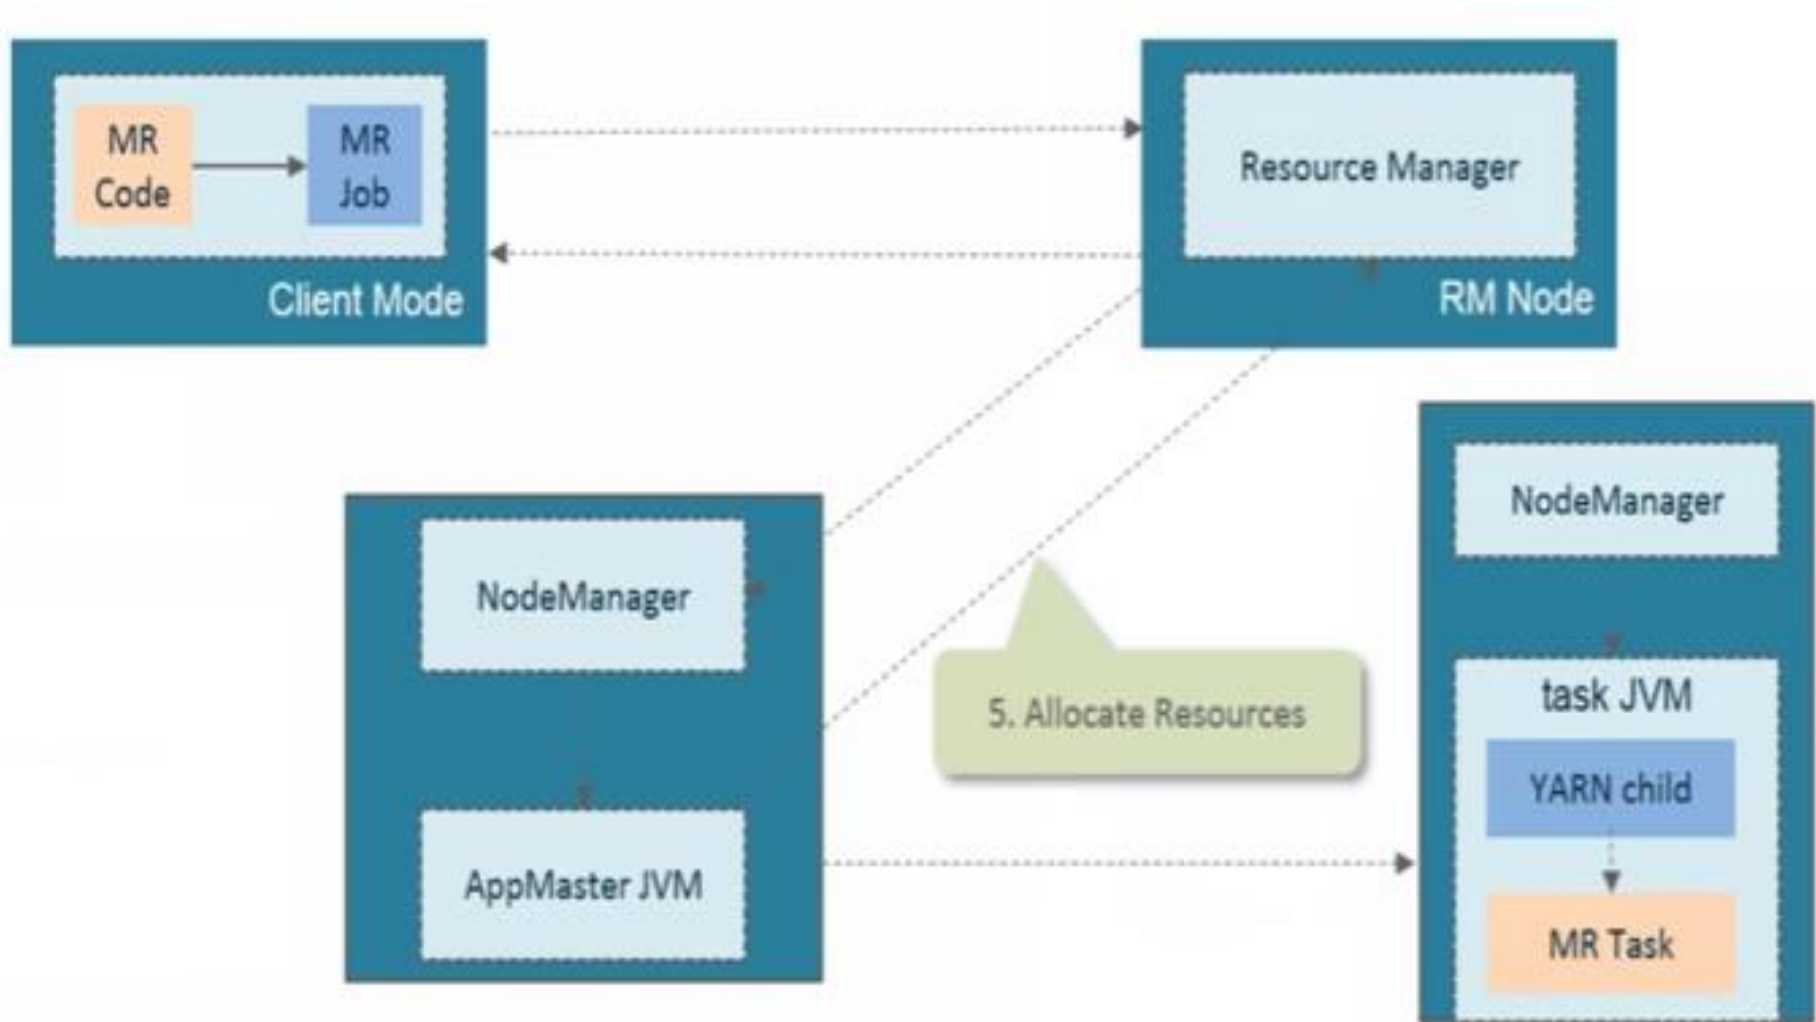 MR
Code
MR
Job
Client Mode
Resource Manager
RM Node
NodeManager
AppMaster JVM
5. Allocate Resources
NodeManager
task JVM
YARN child
MR Task